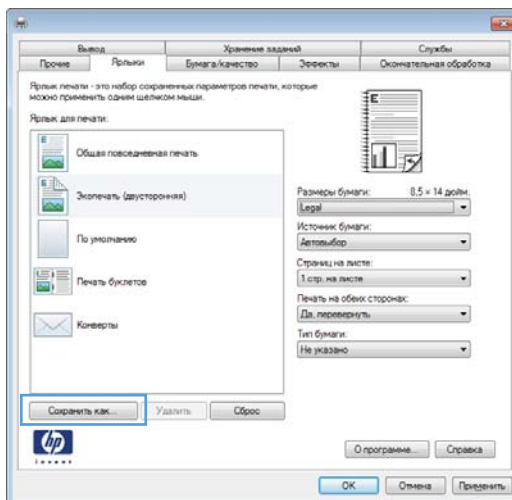 Вывод
Хранение заданий
Службы
Прочие
Ярлыки
Бумага/качество
Эффекты
Окончательная обработка
Ярлык печати - это набор сохраненных параметров печати, которые
можно применить одним щелчком мыши.
Ярлык для печати:
Общая повседневная печать
Экопечать (двусторонняя)
По умолчанию
Печать буклетов
Конверты
Сохранить как...
Удалить
Сброс
E
Размеры бумаги: 8,5 × 14 дюйм.
Legal
Источник бумаги:
Автовыбор
Страниц на листе:
1 стр. на листе
Печать на обеих сторонах:
Да, перевернуть
Тип бумаги:
Не указано
hp
invent
О программе...
Справка
OK
Отмена
Применить